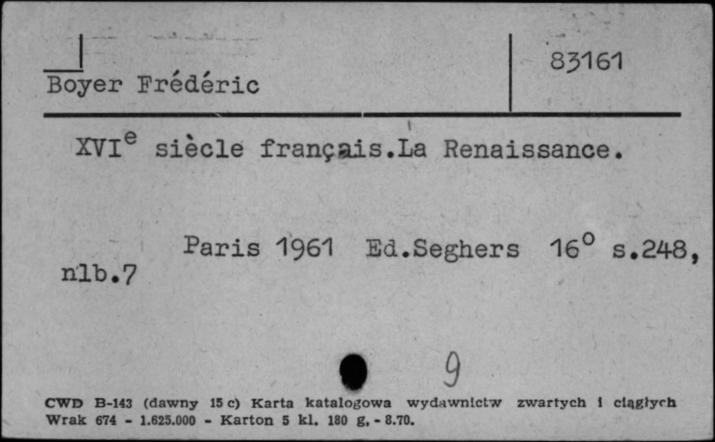 83161
Boyer Frédéric
XVIe siècle français.La Renaissance.
Paris 1961 Ed.Seghers 16° s.248,
nlb.7
9
CWD B-143 (dawny 15 c) Karta katalogowa wydawnictw zwartych i ciągłych
Wrak 674 - 1.625.000 - Karton 5 kl. 180 g. - 8.70.